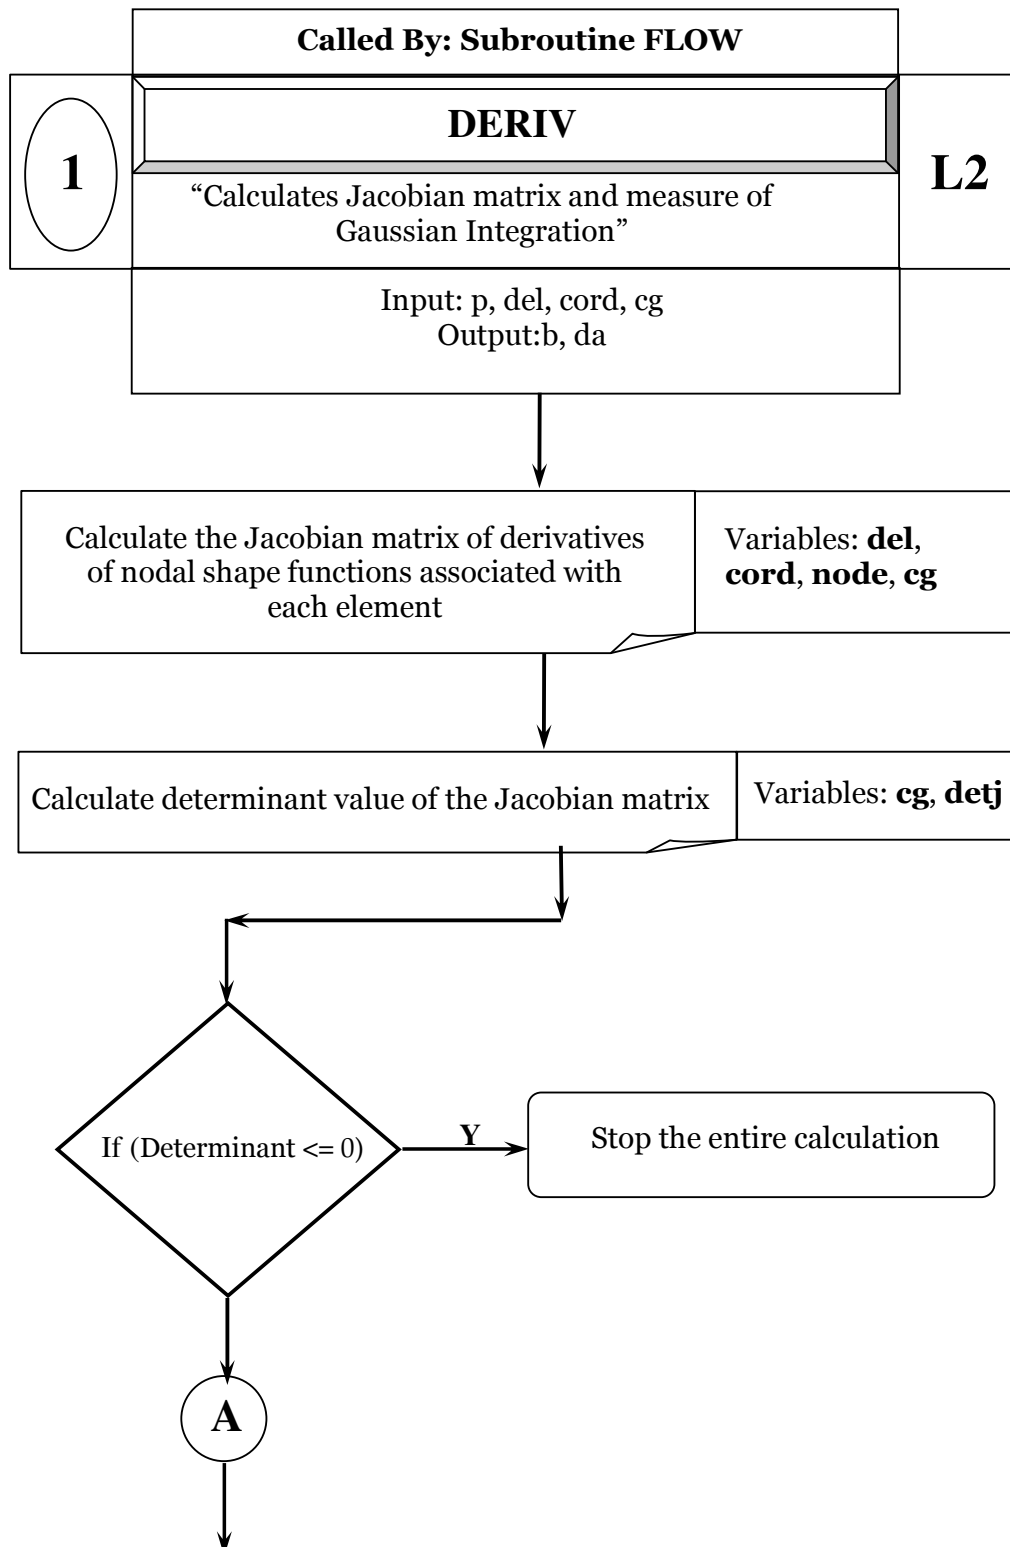 Called By: Subroutine FLOW
1
DERIV
L2
“Calculates Jacobian matrix and measure of
Gaussian Integration”
Input: p, del, cord, cg
Output:b, da
Calculate the Jacobian matrix of derivatives
of nodal shape functions associated with
each element
Variables: del,
cord, node, cg
Calculate determinant value of the Jacobian matrix
Variables: cg, detj
If (Determinant <= 0)
Y
Stop the entire calculation
A